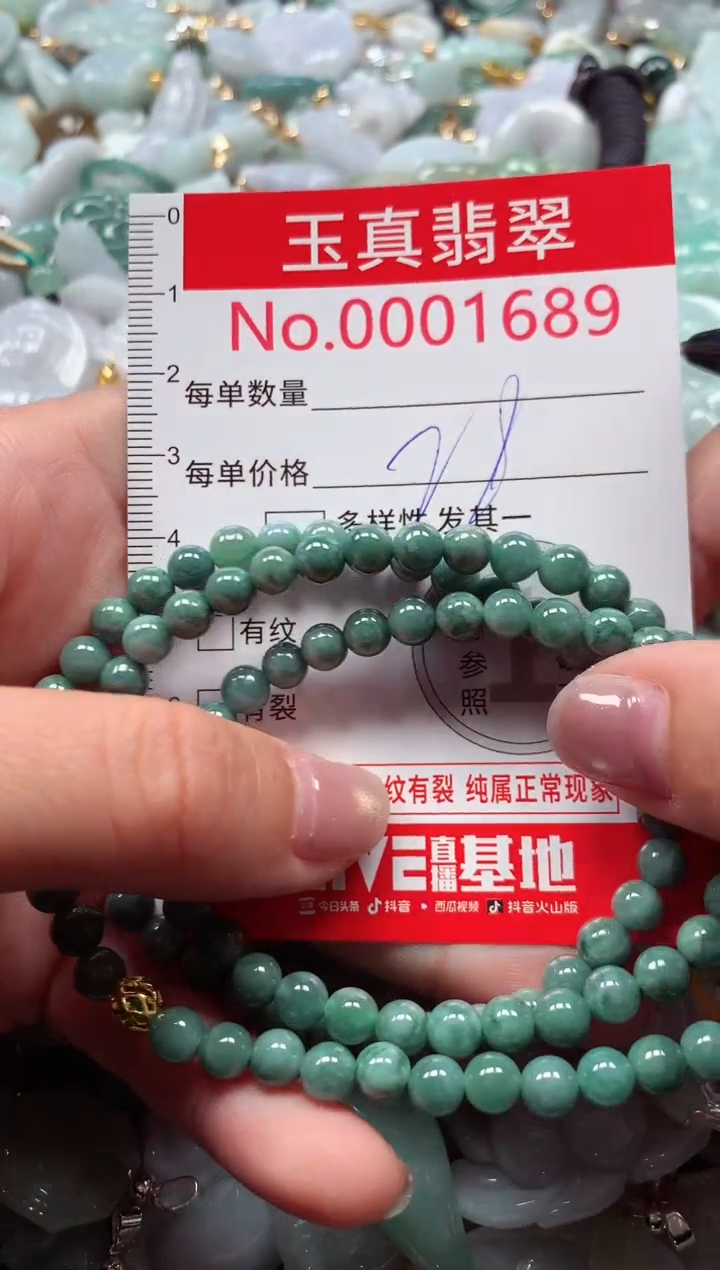 0
玉真翡翠
1
No.0001689
2
每单数量
3
每单价格
4
多样性 发其一
有纹
参
照
有裂
纹有裂 纯属正常现象
直播基地
今日头条 抖音 西瓜视频 抖音火山版